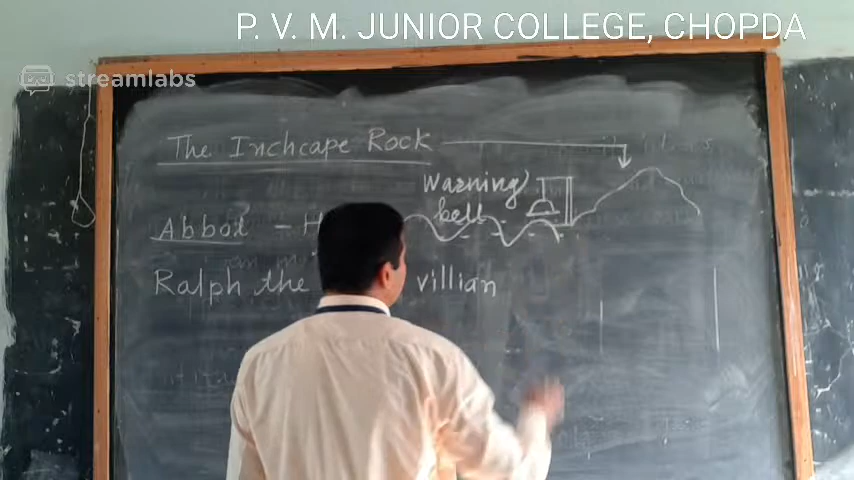 P. V. M. JUNIOR COLLEGE, CHOPDA
streamlabs
The Inchcape Rock
Warning
bell
Abbot - H
Ralph the villian